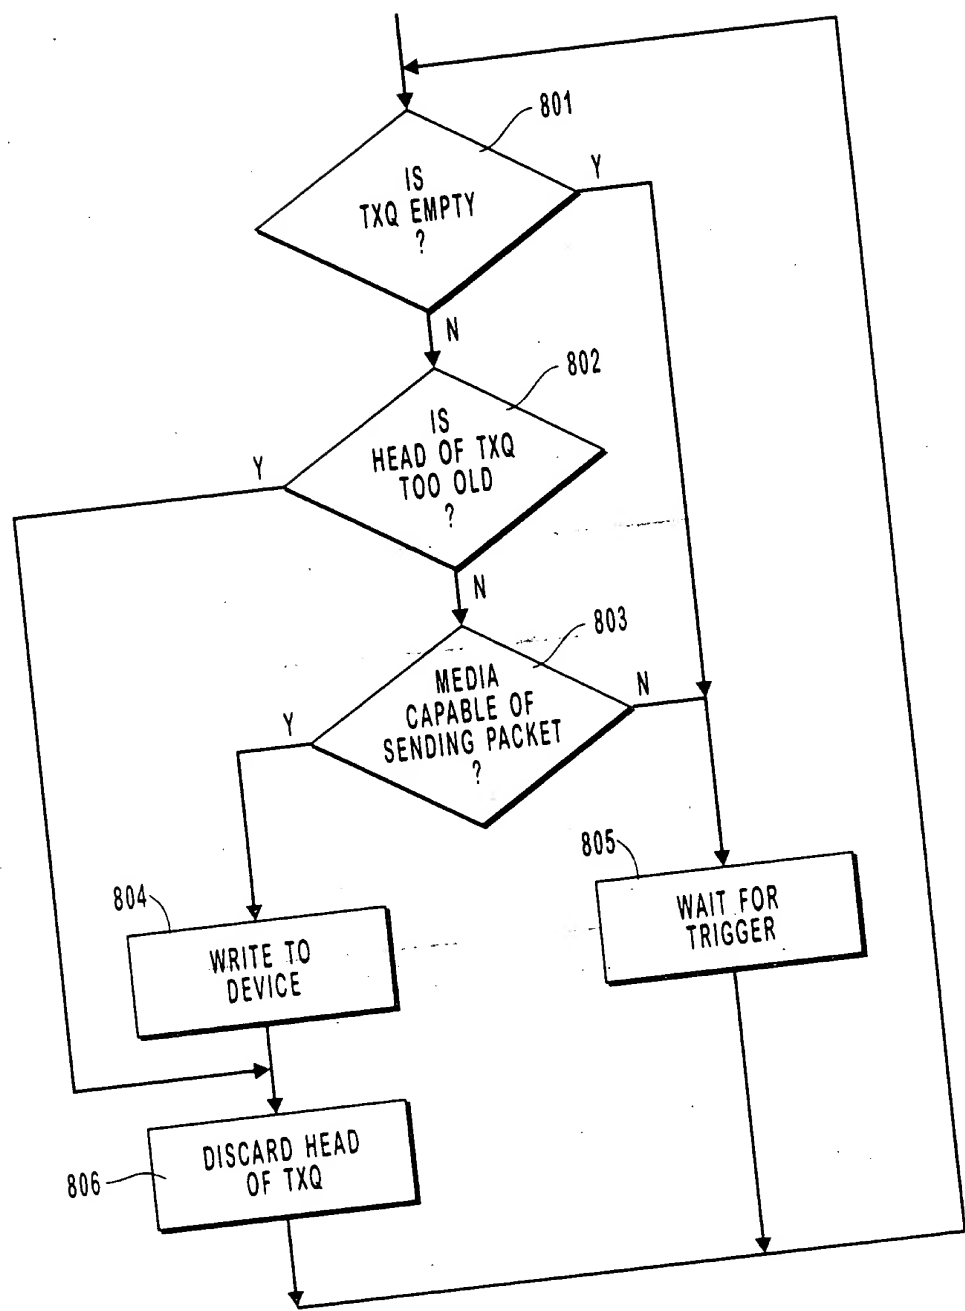 801
IS
TXQ EMPTY
?
Y
N
802
IS
HEAD OF TXQ
TOO OLD
?
Y
N
803
MEDIA
CAPABLE OF
SENDING PACKET
?
Y
N
804
WRITE TO
DEVICE
805
WAIT FOR
TRIGGER
806
DISCARD HEAD
OF TXQ